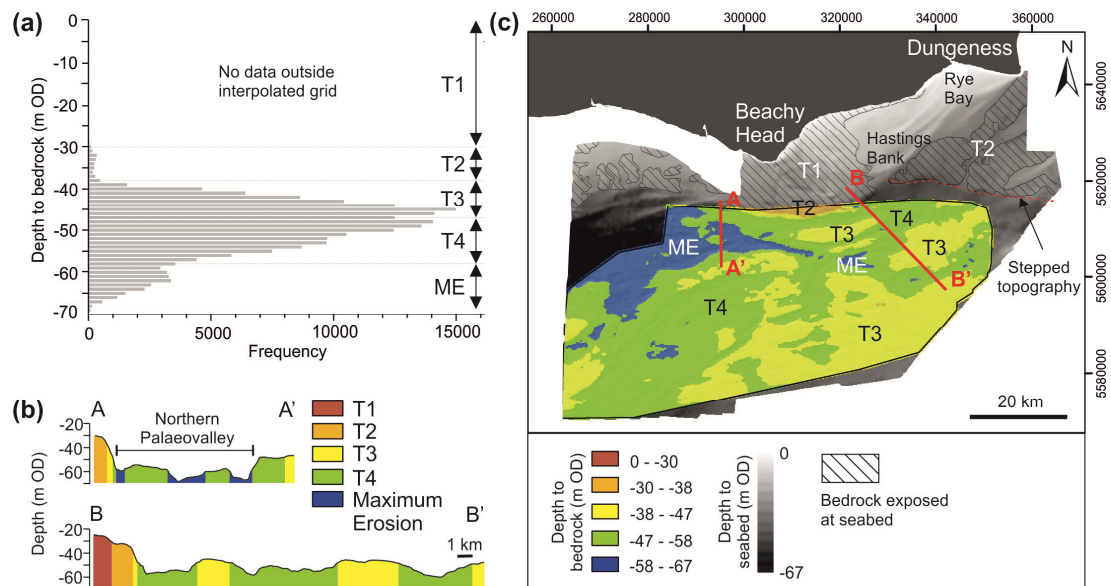 (a)
0
-10
-20
-30
-40
-50
-60
-70
Depth to bedrock (m OD)
No data outside
interpolated grid
T1
T2
T3
T4
ME
0
5000
10000
15000
Frequency
(b)
A
A'
Northern
Palaeovalley
-20
-40
-60
T1
T2
T3
T4
Maximum
Erosion
Depth (m OD)
B
B'
-20
-40
-60
1 km
(c)
260000
280000
300000
320000
340000
360000
Dungeness
N
Rye
Bay
Beachy
Head
Hastings
Bank
T1
T2
B
A
T2
T4
T3
ME
ME
T3
A'
B'
T4
T3
Stepped
topography
5640000
5620000
5600000
5580000
20 km
Depth to
bedrock (m OD)
0 - -30
-30 - -38
-38 - -47
-47 - -58
-58 - -67
Depth to
seabed (m OD)
0
-67
Bedrock exposed
at seabed